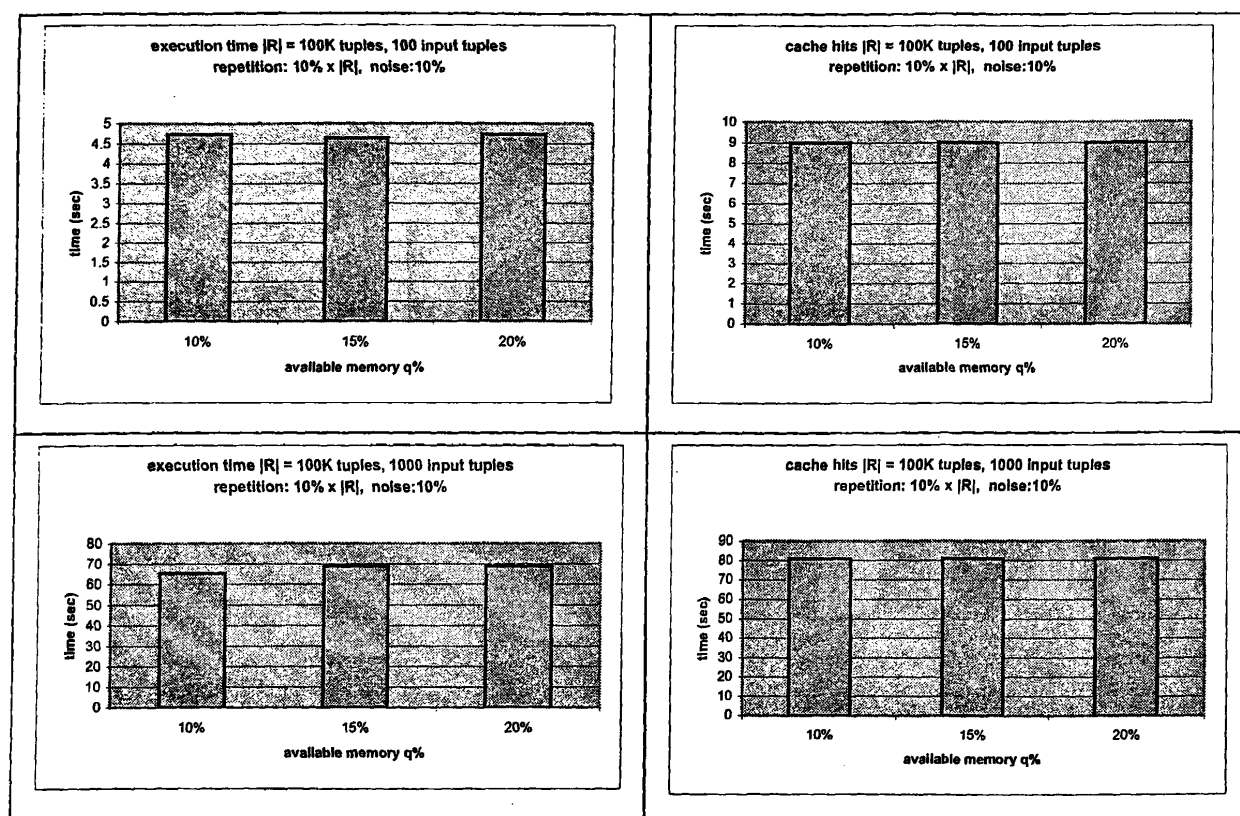 execution time |R| = 100K tuples, 100 input tuples
repetition: 10% x |R|, noise:10%
time (sec)
5
4.5
4
3.5
3
2.5
2
1.5
1
0.5
0
10% 15% 20%
available memory q%
cache hits |R| = 100K tuples, 100 input tuples
repetition: 10% x |R|, noise:10%
time (sec)
10
9
8
7
6
5
4
3
2
1
0
10% 15% 20%
available memory q%
execution time |R| = 100K tuples, 1000 input tuples
repetition: 10% x |R|, noise:10%
time (sec)
80
70
60
50
40
30
20
10
0
10% 15% 20%
available memory q%
cache hits |R| = 100K tuples, 1000 input tuples
repetition: 10% x |R|, noise:10%
time (sec)
90
80
70
60
50
40
30
20
10
0
10% 15% 20%
available memory q%